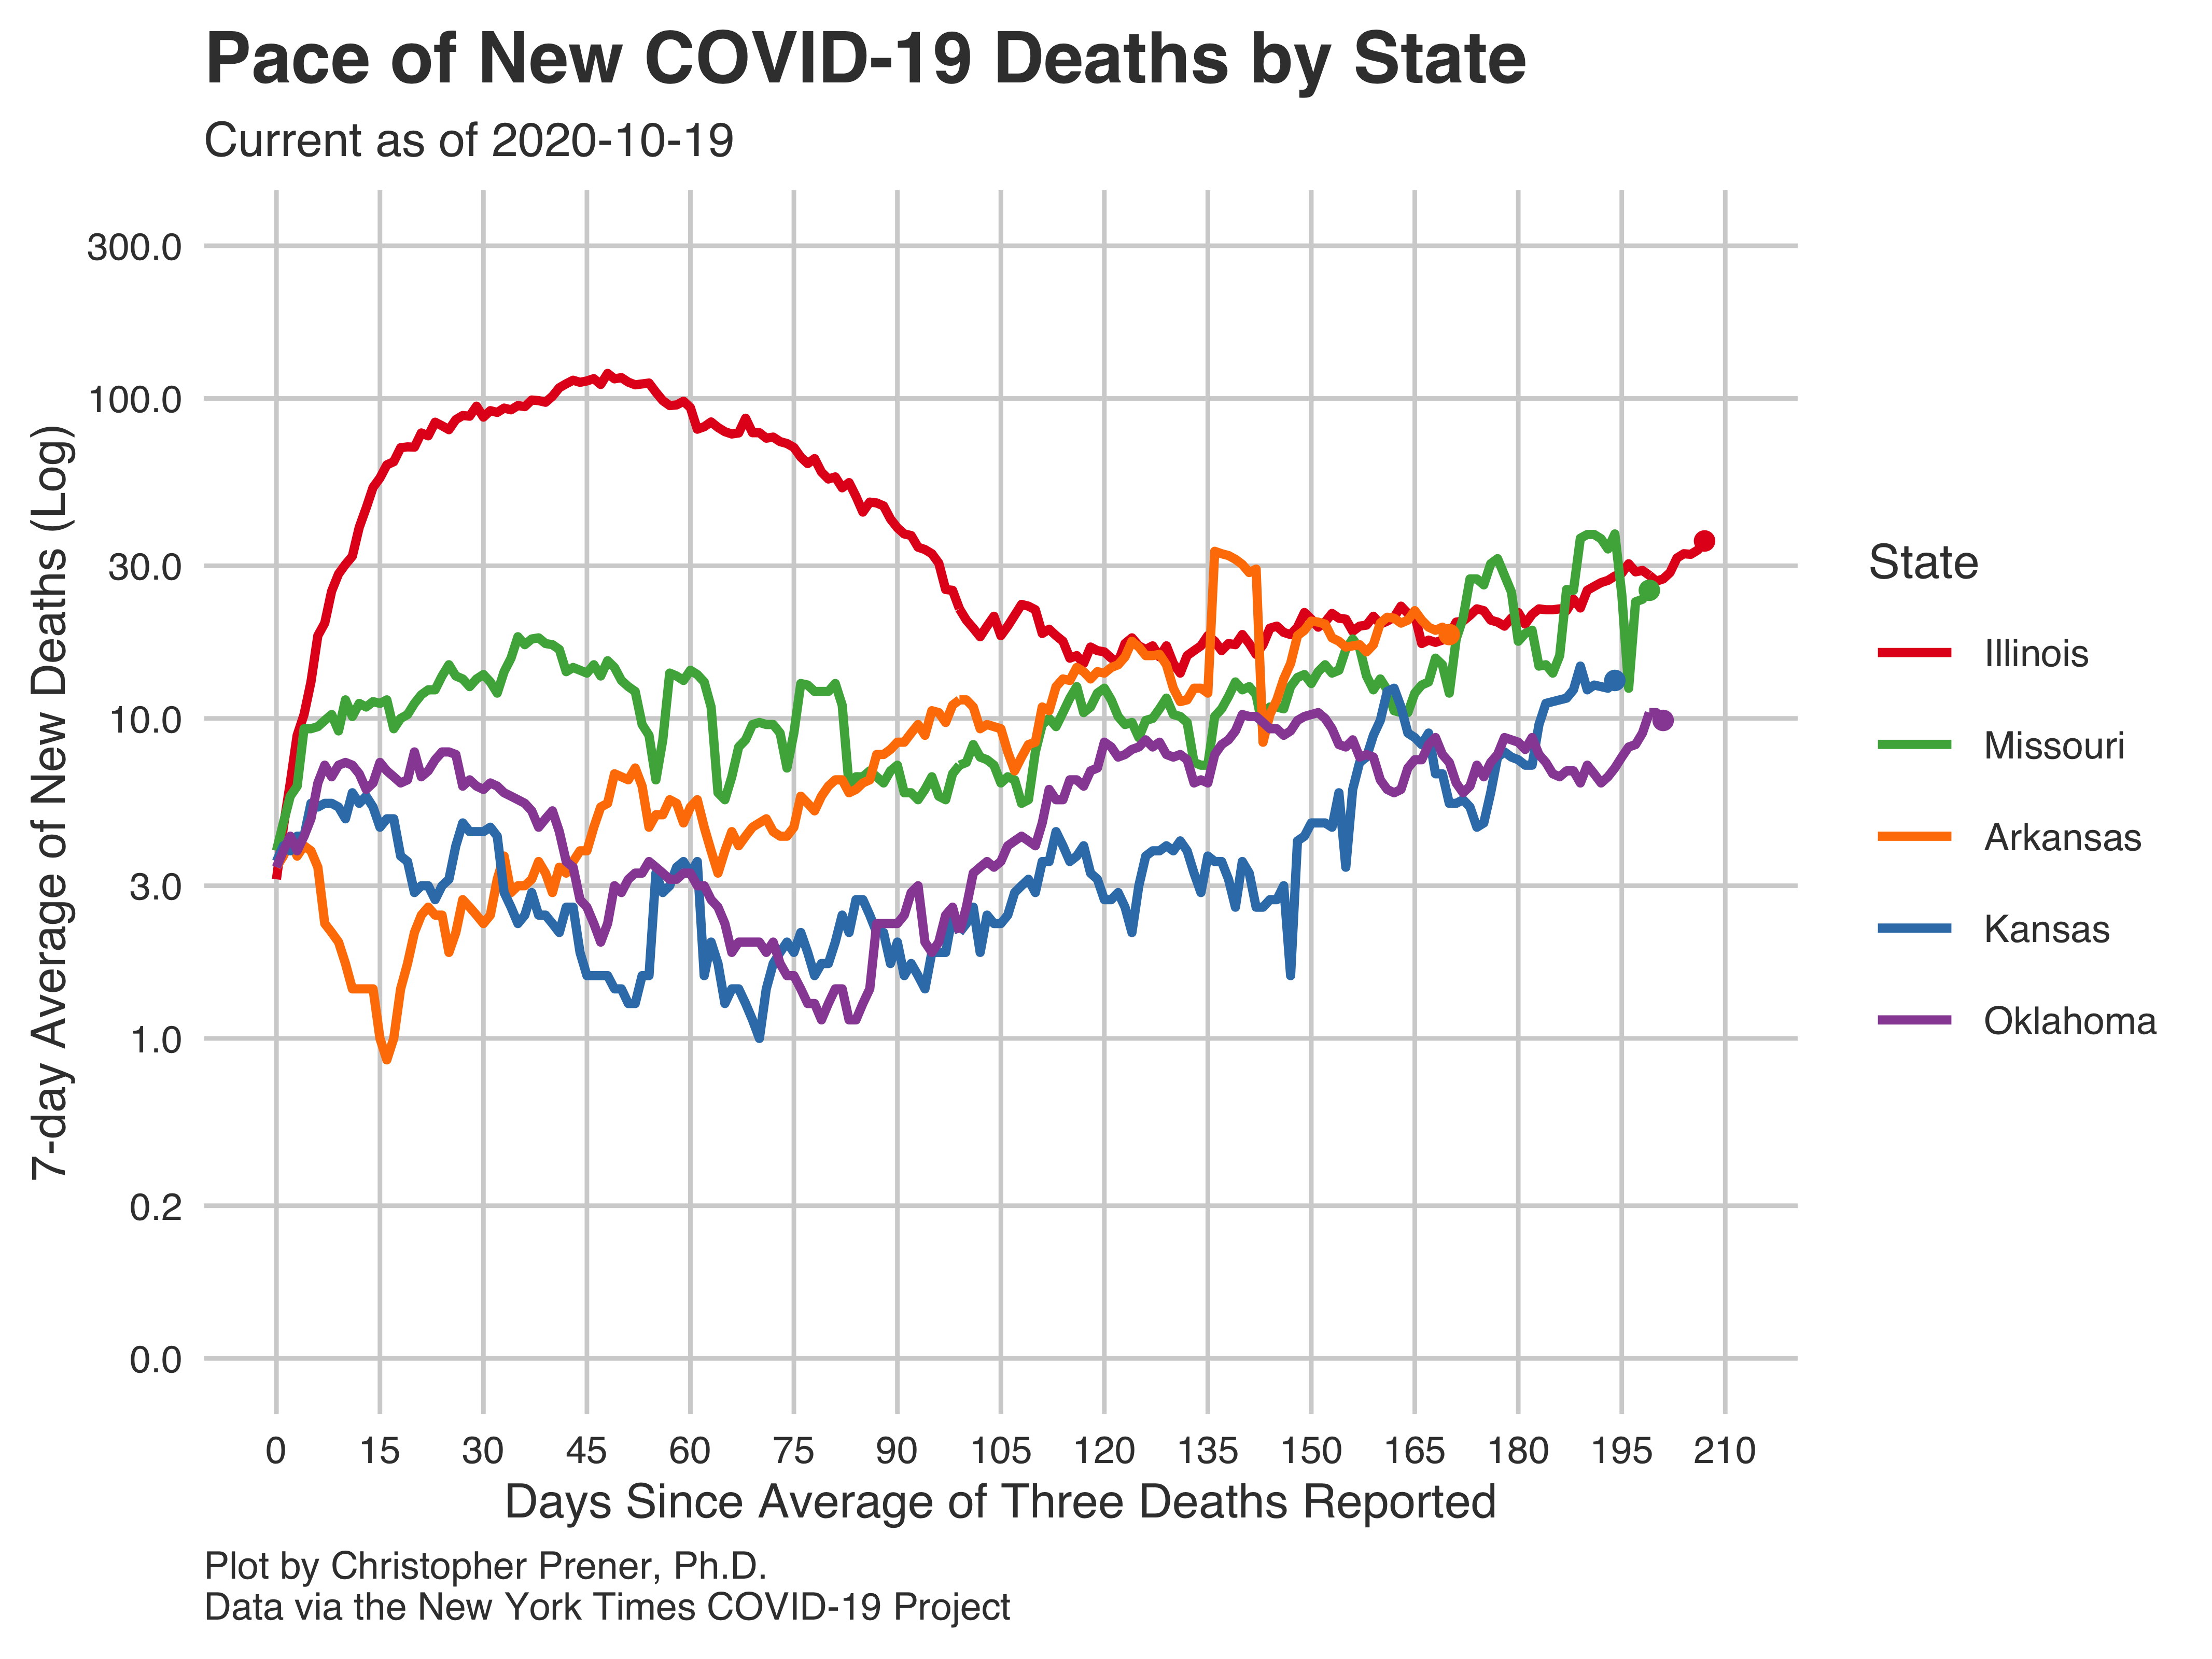 Pace of New COVID-19 Deaths by State
Current as of 2020-10-19
7-day Average of New Deaths (Log)
300.0
100.0
30.0
10.0
3.0
1.0
0.2
0.0
0 15 30 45 60 75 90 105 120 135 150 165 180 195 210
Days Since Average of Three Deaths Reported
State
Illinois
Missouri
Arkansas
Kansas
Oklahoma
Plot by Christopher Prener, Ph.D.
Data via the New York Times COVID-19 Project